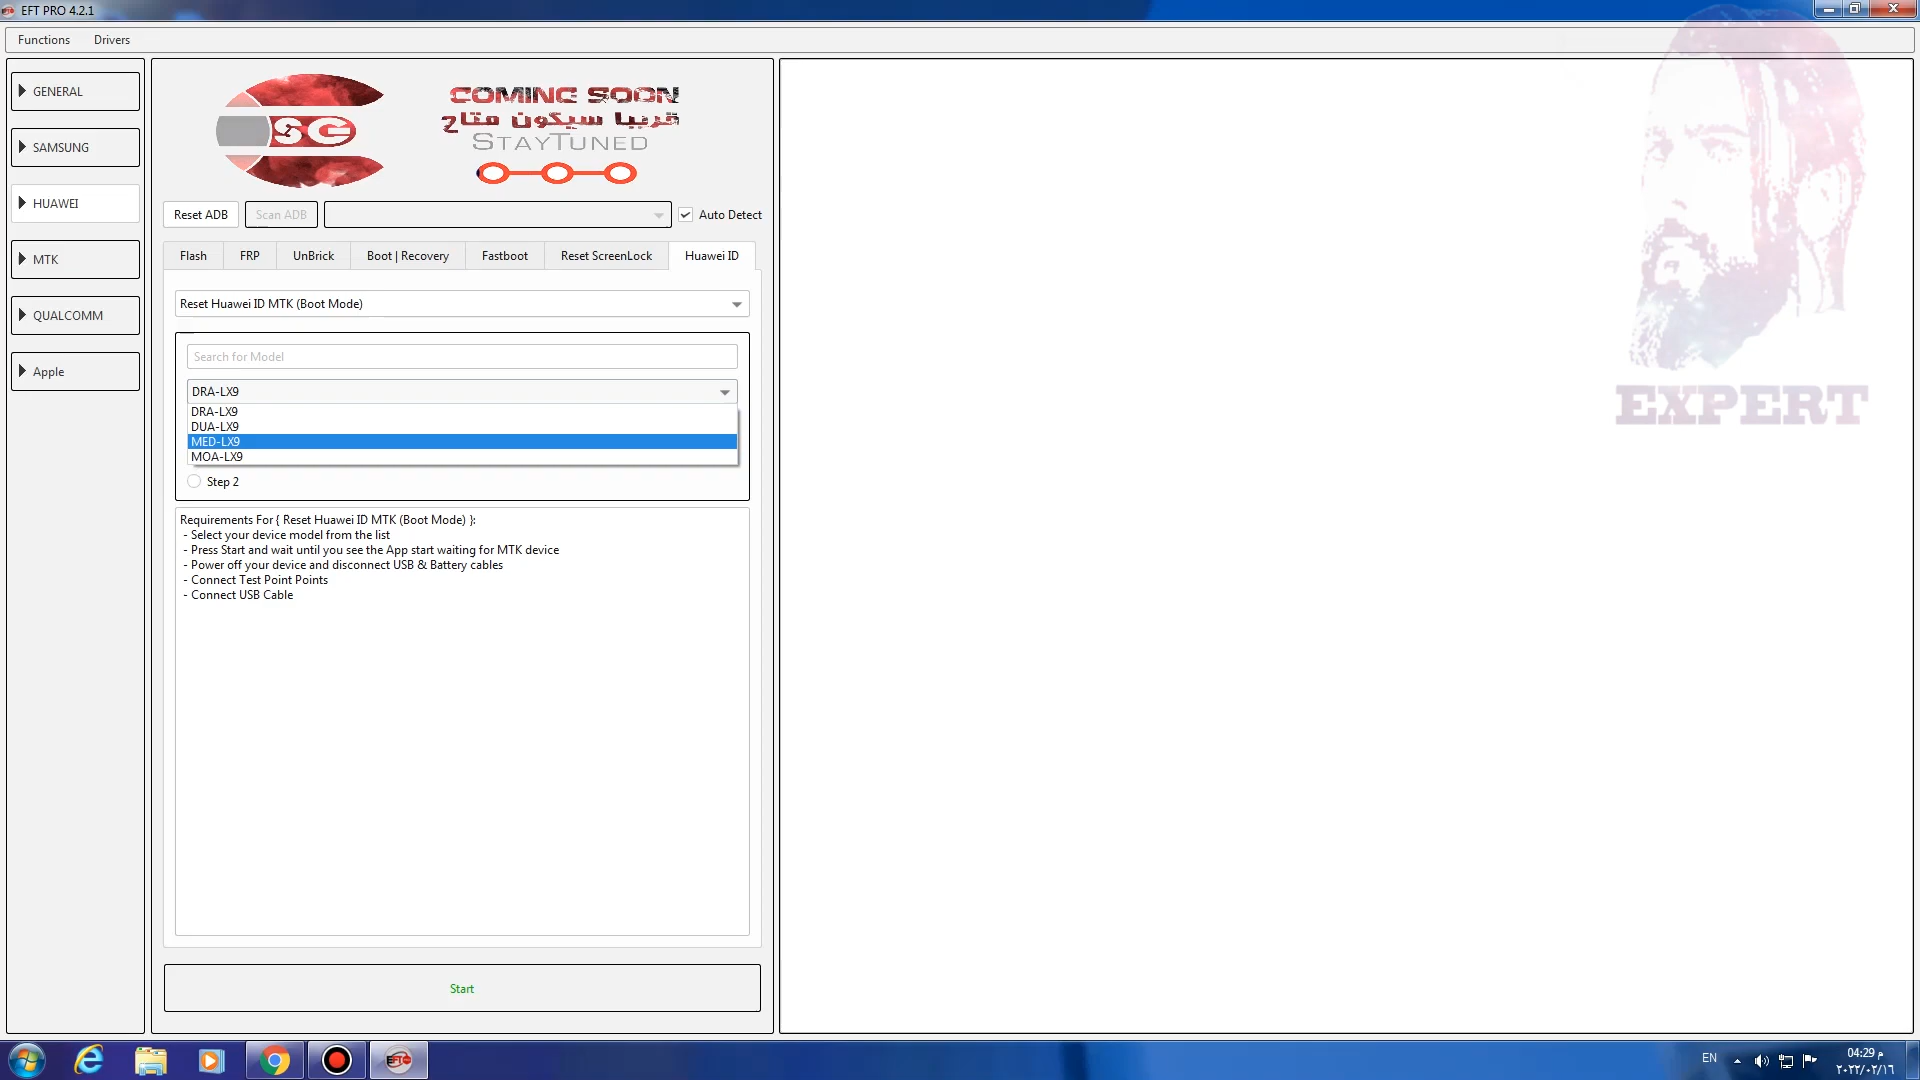 EFT PRO 4.2.1
Functions Drivers
GENERAL
SAMSUNG
HUAWEI
MTK
QUALCOMM
Apple
SG
COMING SOON
قريبا سيكون متاح
STAYTUNED
Reset ADB Scan ADB Auto Detect
Flash FRP UnBrick Boot | Recovery Fastboot Reset ScreenLock Huawei ID
Reset Huawei ID MTK (Boot Mode)
Search for Model
DRA-LX9
DRA-LX9
DUA-LX9
MED-LX9
MOA-LX9
Step 2
Requirements For { Reset Huawei ID MTK (Boot Mode) }:
- Select your device model from the list
- Press Start and wait until you see the App start waiting for MTK device
- Power off your device and disconnect USB & Battery cables
- Connect Test Point Points
- Connect USB Cable
Start
EXPERT
EFT
EN
04:29 م
٢٠٢٢/٠٢/١٦